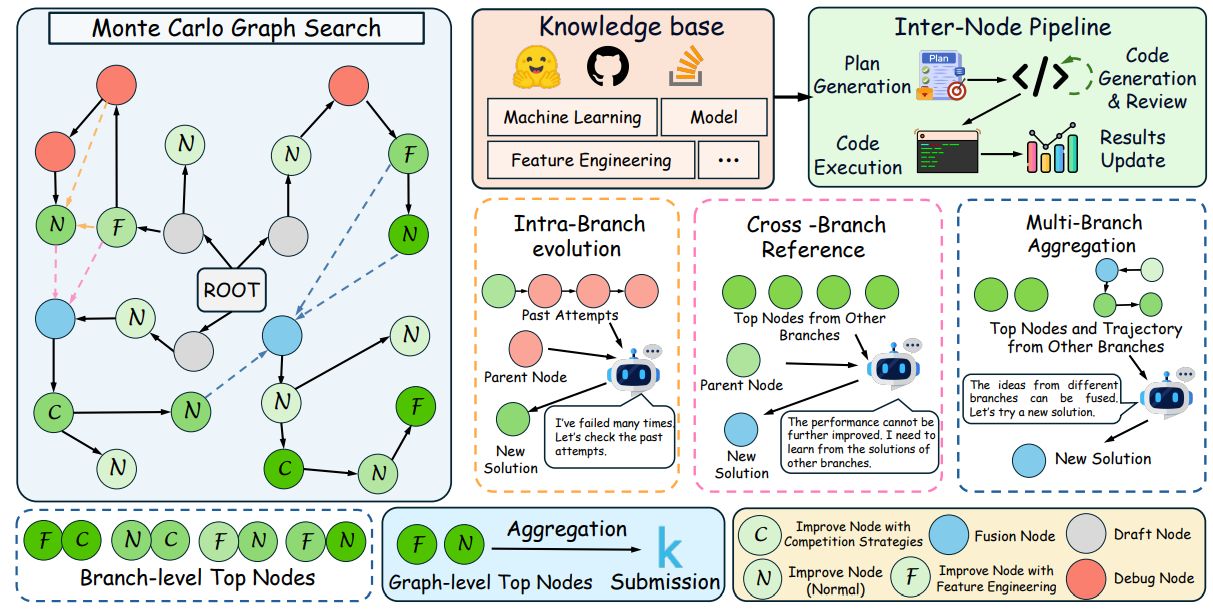 Monte Carlo Graph Search
N
N
F
N
F
N
ROOT
N
N
C
N
N
F
N
C
N
Knowledge base
Machine Learning
Model
Feature Engineering
...
Inter-Node Pipeline
Plan
Generation
Plan
</>
Code
Generation
& Review
Code
Execution
Results
Update
Intra-Branch
evolution
Past Attempts
Parent Node
New
Solution
I've failed many times.
Let's check the past
attempts.
Cross -Branch
Reference
Top Nodes from Other
Branches
Parent Node
New
Solution
The performance cannot be
further improved. I need to
learn from the solutions of
other branches.
Multi-Branch
Aggregation
Top Nodes and Trajectory
from Other Branches
The ideas from different
branches can be fused.
Let's try a new solution.
New Solution
F C N C F N F N
Branch-level Top Nodes
F N
Aggregation
k
Graph-level Top Nodes
Submission
C
Improve Node with
Competition Strategies
Fusion Node
Draft Node
N
Improve Node
(Normal)
F
Improve Node with
Feature Engineering
Debug Node